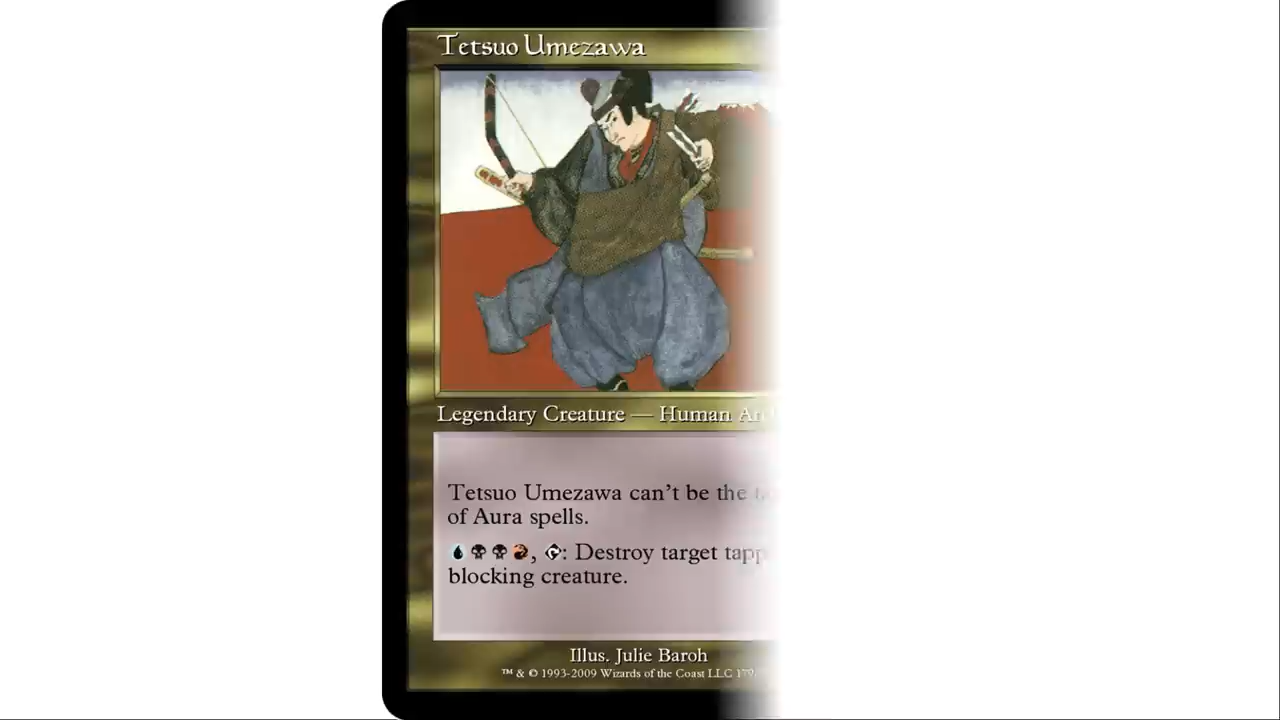 Tetsuo Umezawa
Legendary Creature — Human
Tetsuo Umezawa can't be the
of Aura spells.
, : Destroy target
blocking creature.
Illus. Julie Baroh
™ & © 1993-2009 Wizards of the Coast LLC